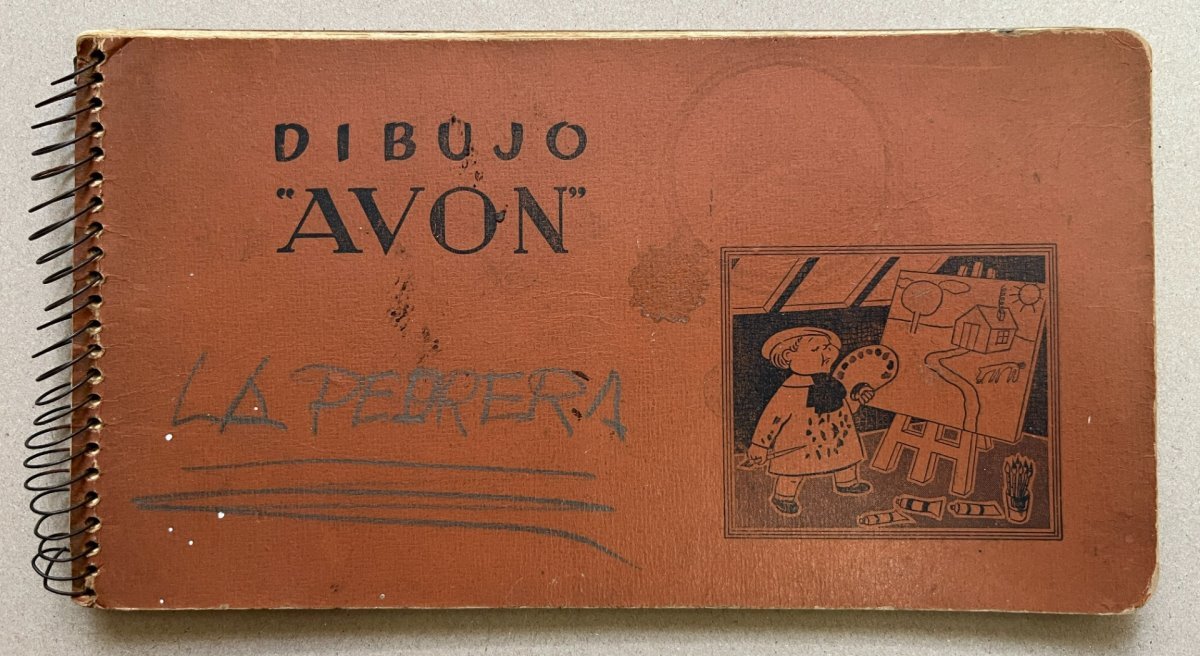 DIBUJO
"AVON"
LA PEDRERA